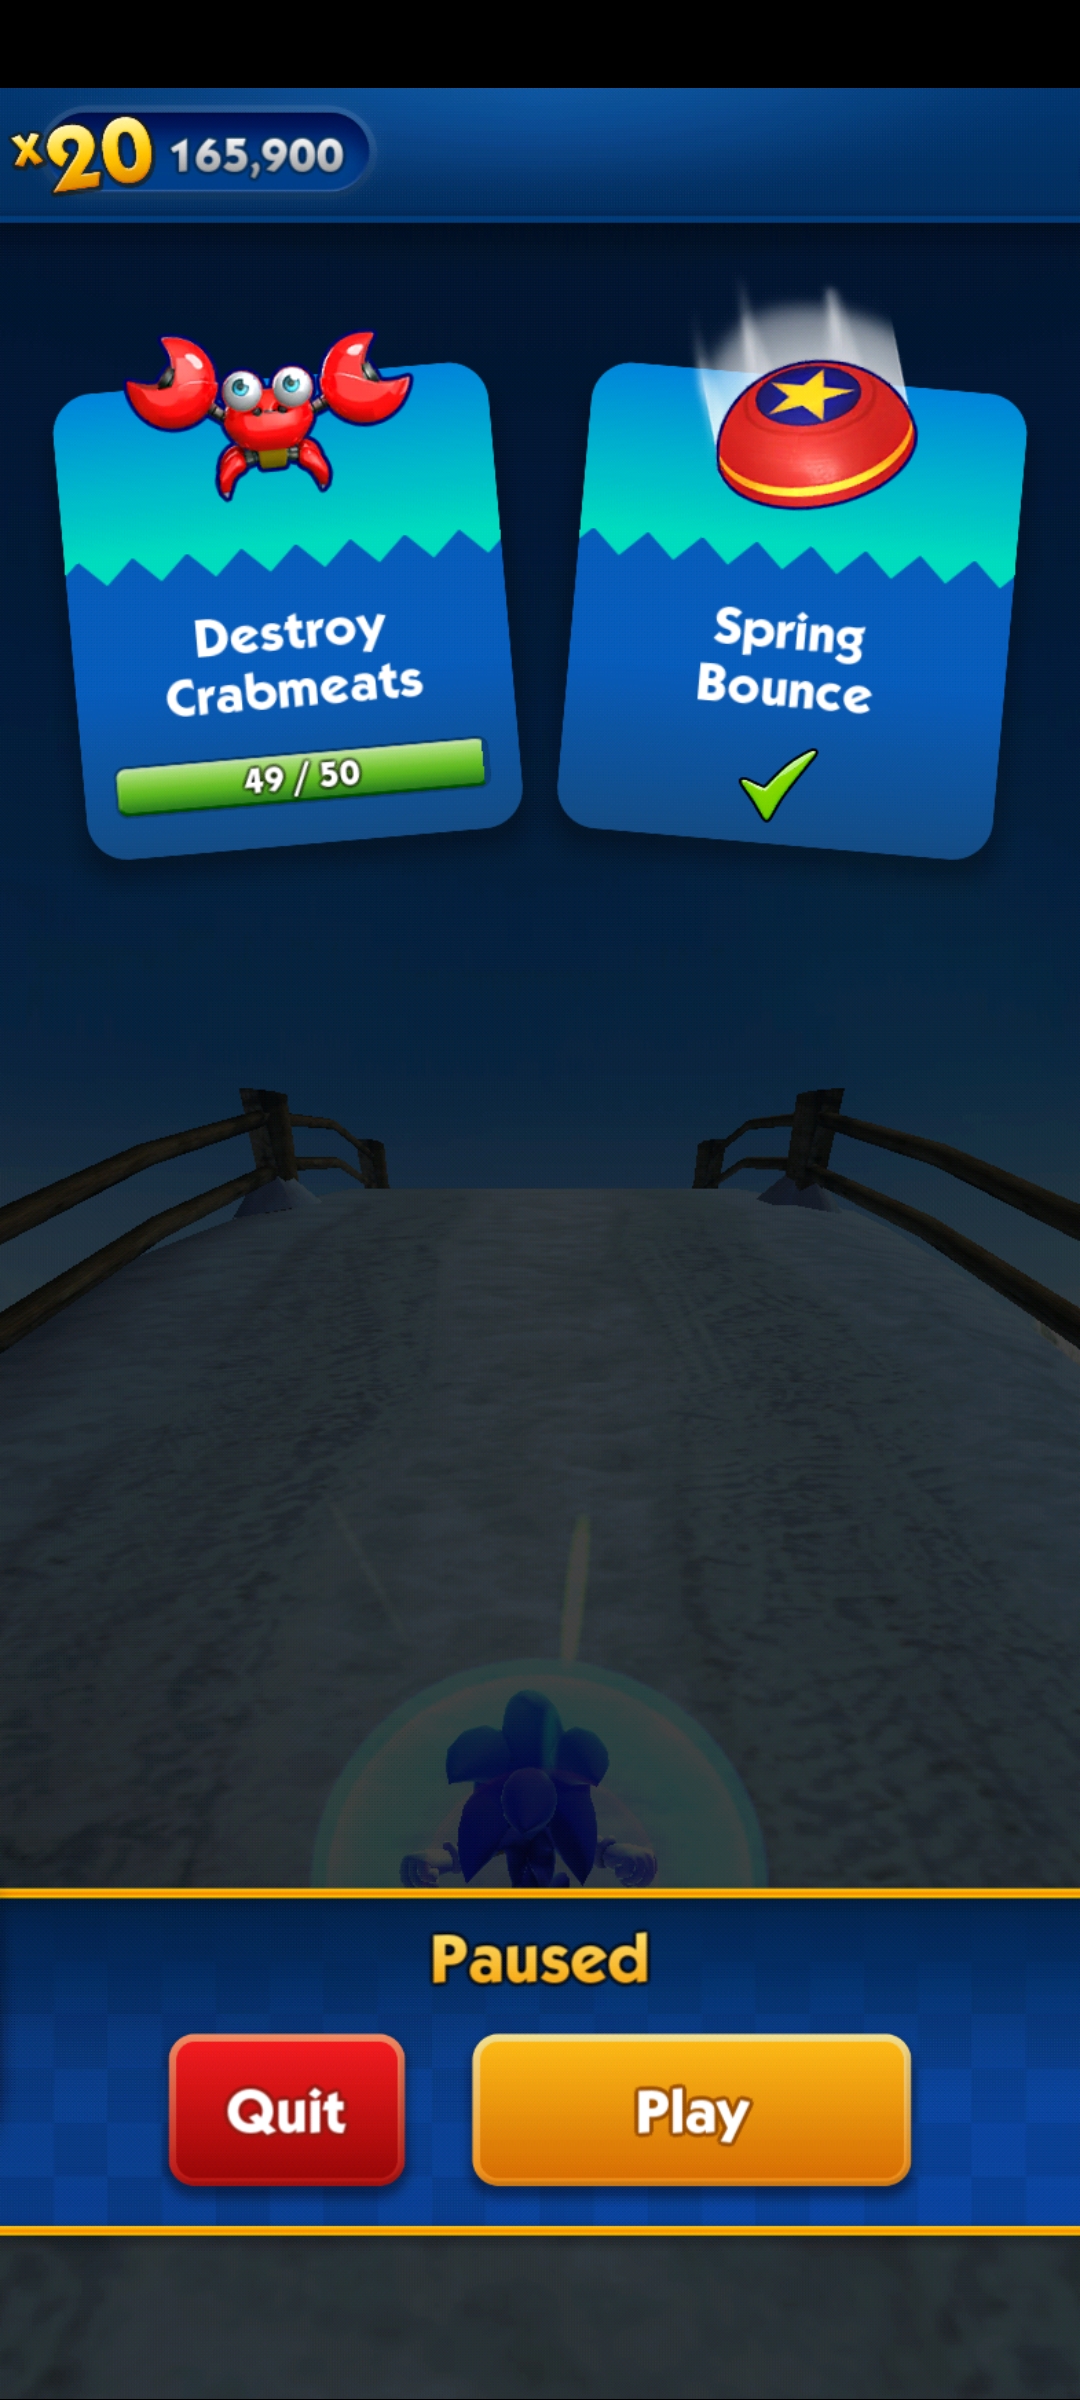 x20 165,900
Destroy
Crabmeats
49 / 50
Spring
Bounce
Paused
Quit
Play